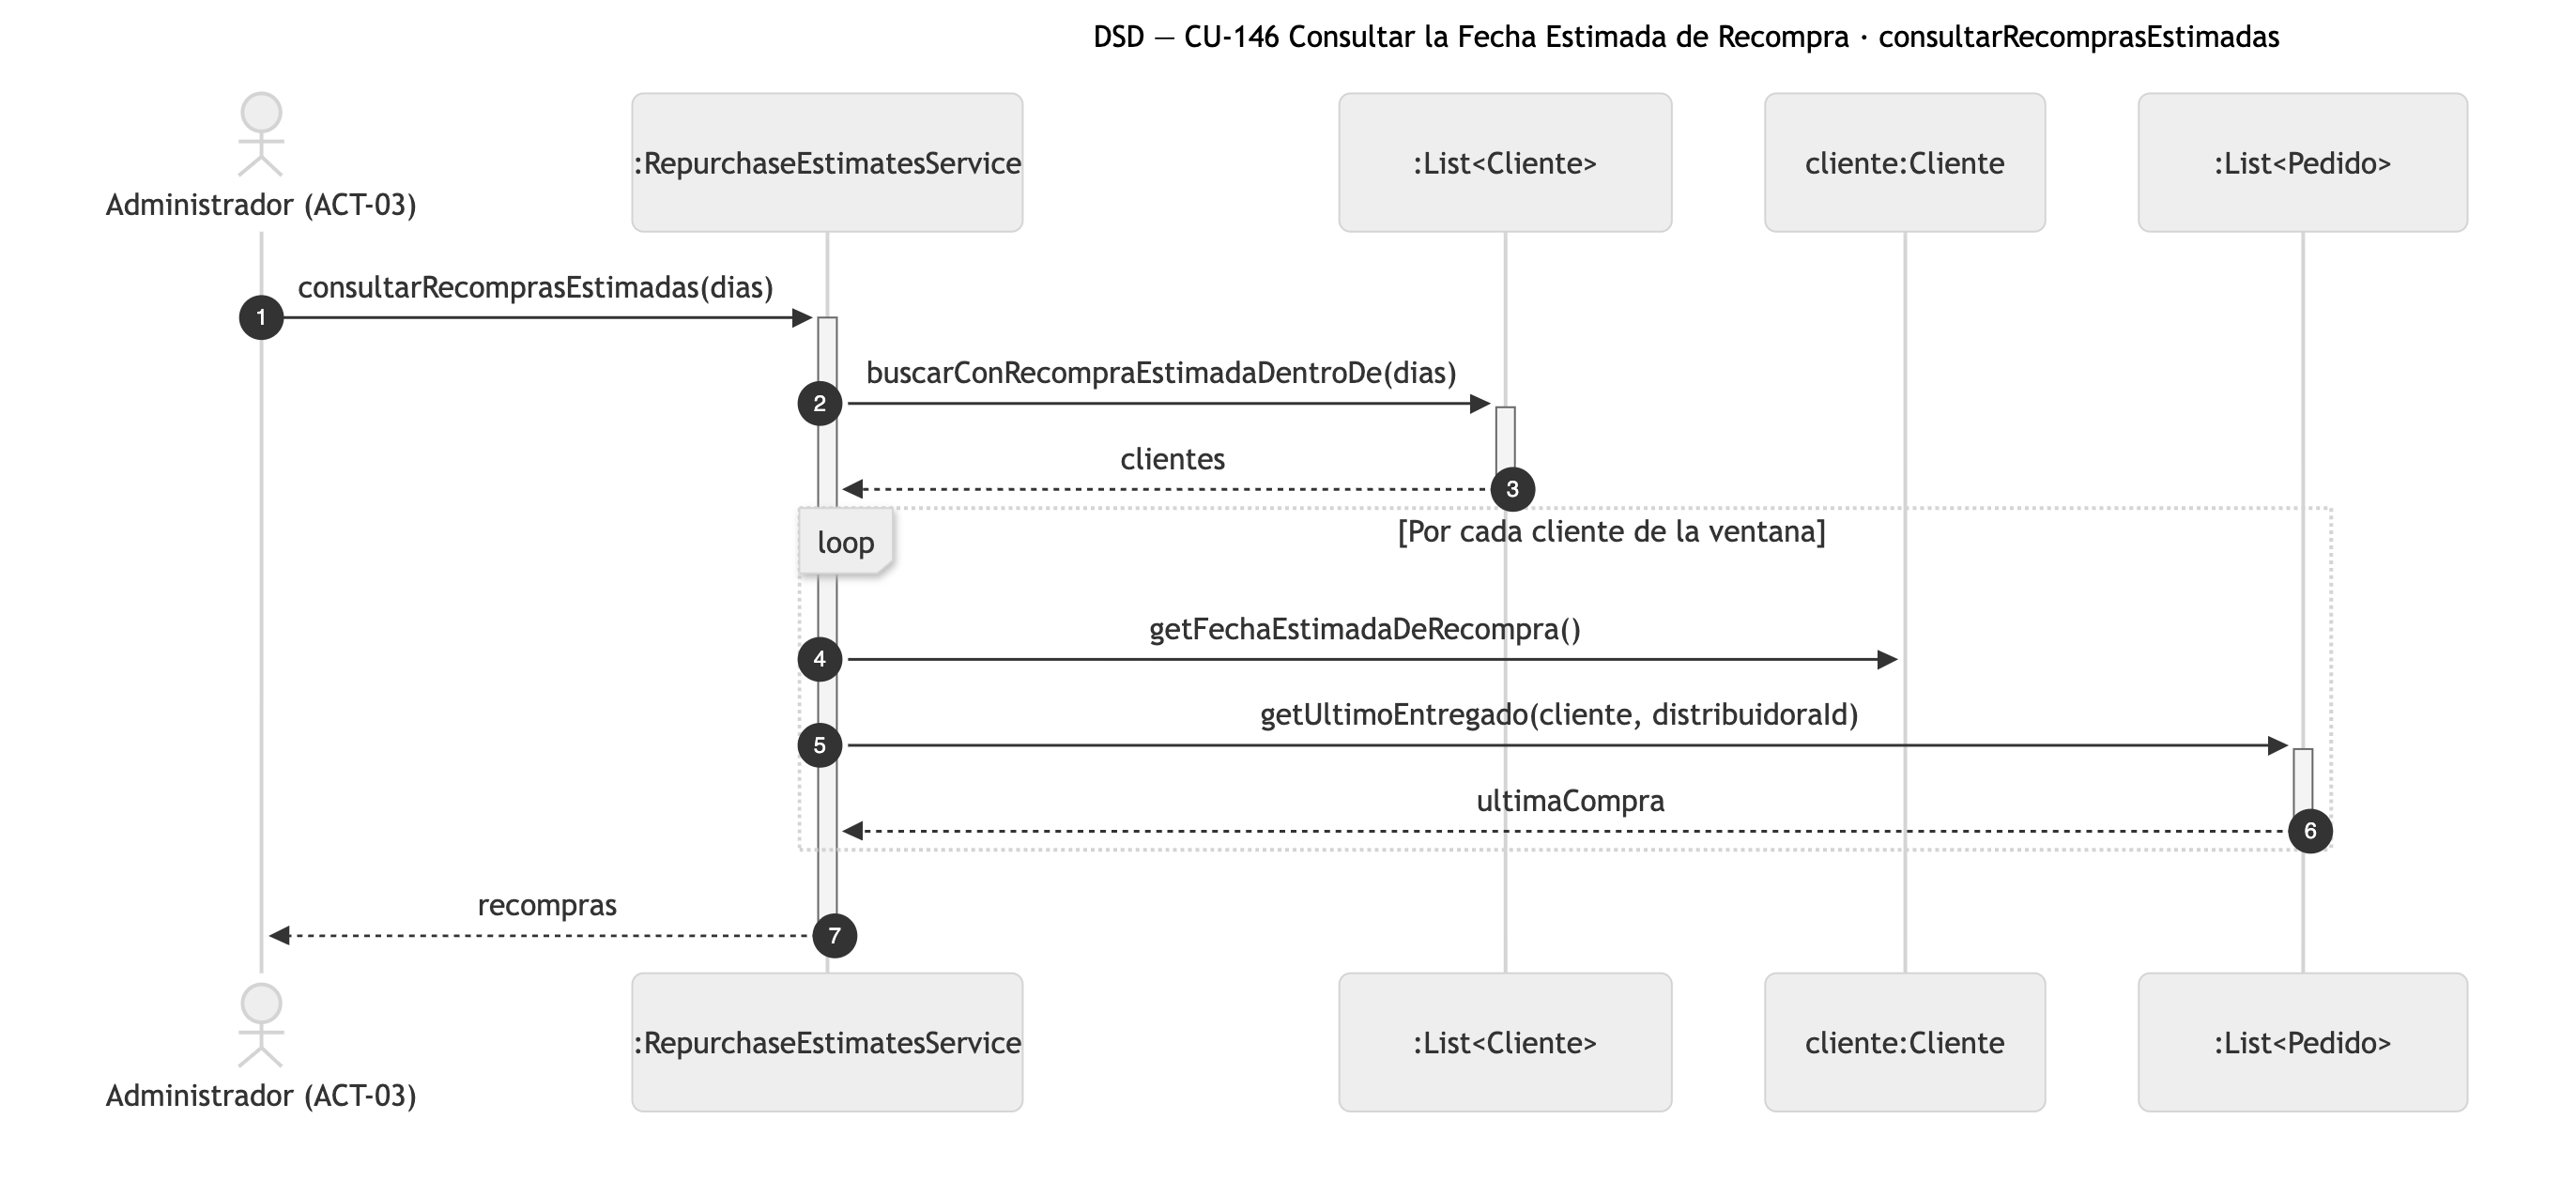 DSD — CU-146 Consultar la Fecha Estimada de Recompra · consultarRecomprasEstimadas
Administrador (ACT-03)
:RepurchaseEstimatesService
:List<Cliente>
cliente:Cliente
:List<Pedido>
consultarRecomprasEstimadas(dias)
1
buscarConRecompraEstimadaDentroDe(dias)
2
clientes
3
loop
[Por cada cliente de la ventana]
getFechaEstimadaDeRecompra()
4
getUltimoEntregado(cliente, distribuidoraId)
5
ultimaCompra
6
recompras
7
Administrador (ACT-03)
:RepurchaseEstimatesService
:List<Cliente>
cliente:Cliente
:List<Pedido>